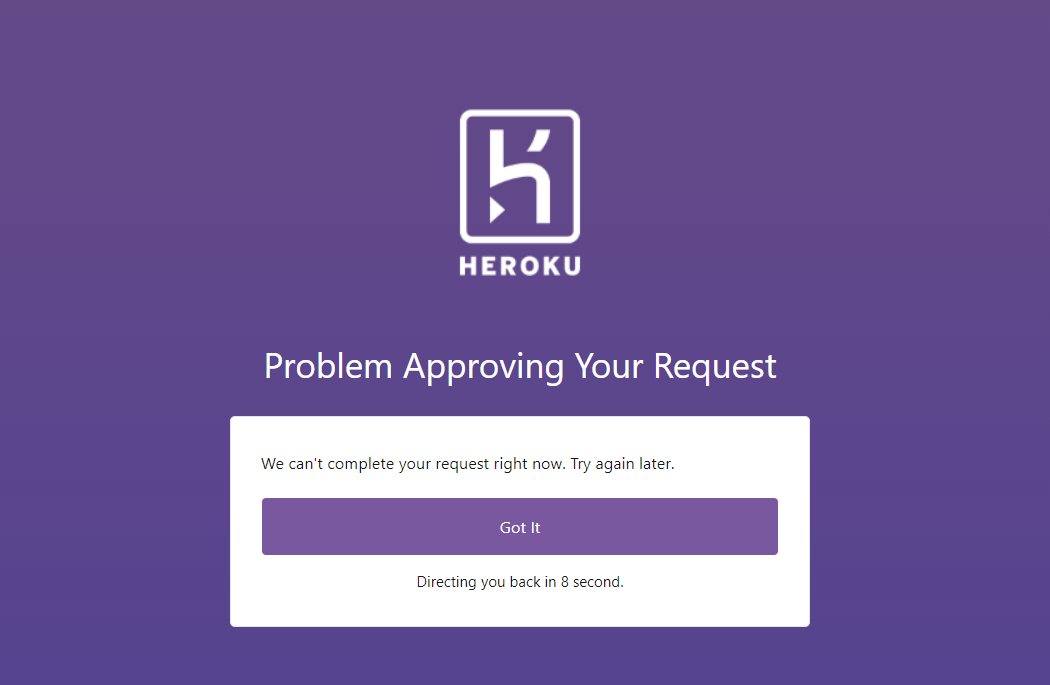 HEROKU
Problem Approving Your Request
We can't complete your request right now. Try again later.
Got It
Directing you back in 8 second.